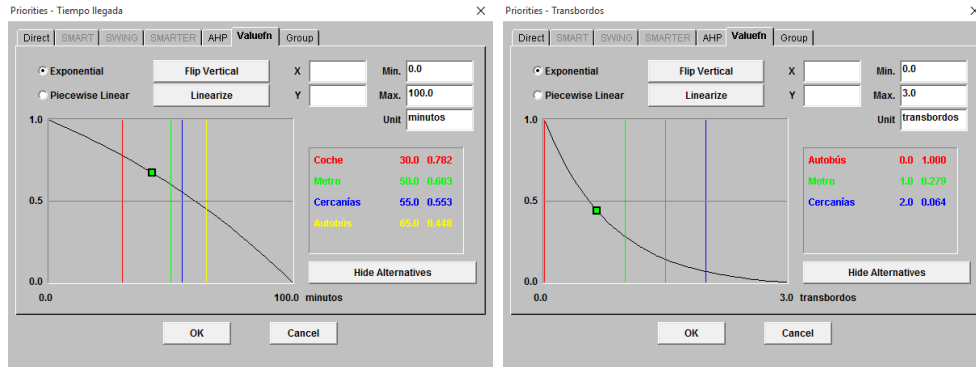 Priorities - Tiempo llegada
Direct SMART SWING SMARTER AHP Valuefn Group
Exponential Flip Vertical X Min. 0.0
Piecewise Linear Linearize Y Max. 100.0
Unit minutos
1.0
Coche 30.0 0.782
Metro 50.0 0.603
0.5
Cercanías 55.0 0.553
Autobús 65.0 0.448
Hide Alternatives
0.0
0.0 100.0 minutos
OK Cancel
Priorities - Transbordos
Direct SMART SWING SMARTER AHP Valuefn Group
Exponential Flip Vertical X Min. 0.0
Piecewise Linear Linearize Y Max. 3.0
Unit transbordos
1.0
Autobús 0.0 1.000
Metro 1.0 0.279
0.5
Cercanías 2.0 0.064
Hide Alternatives
0.0
0.0 3.0 transbordos
OK Cancel